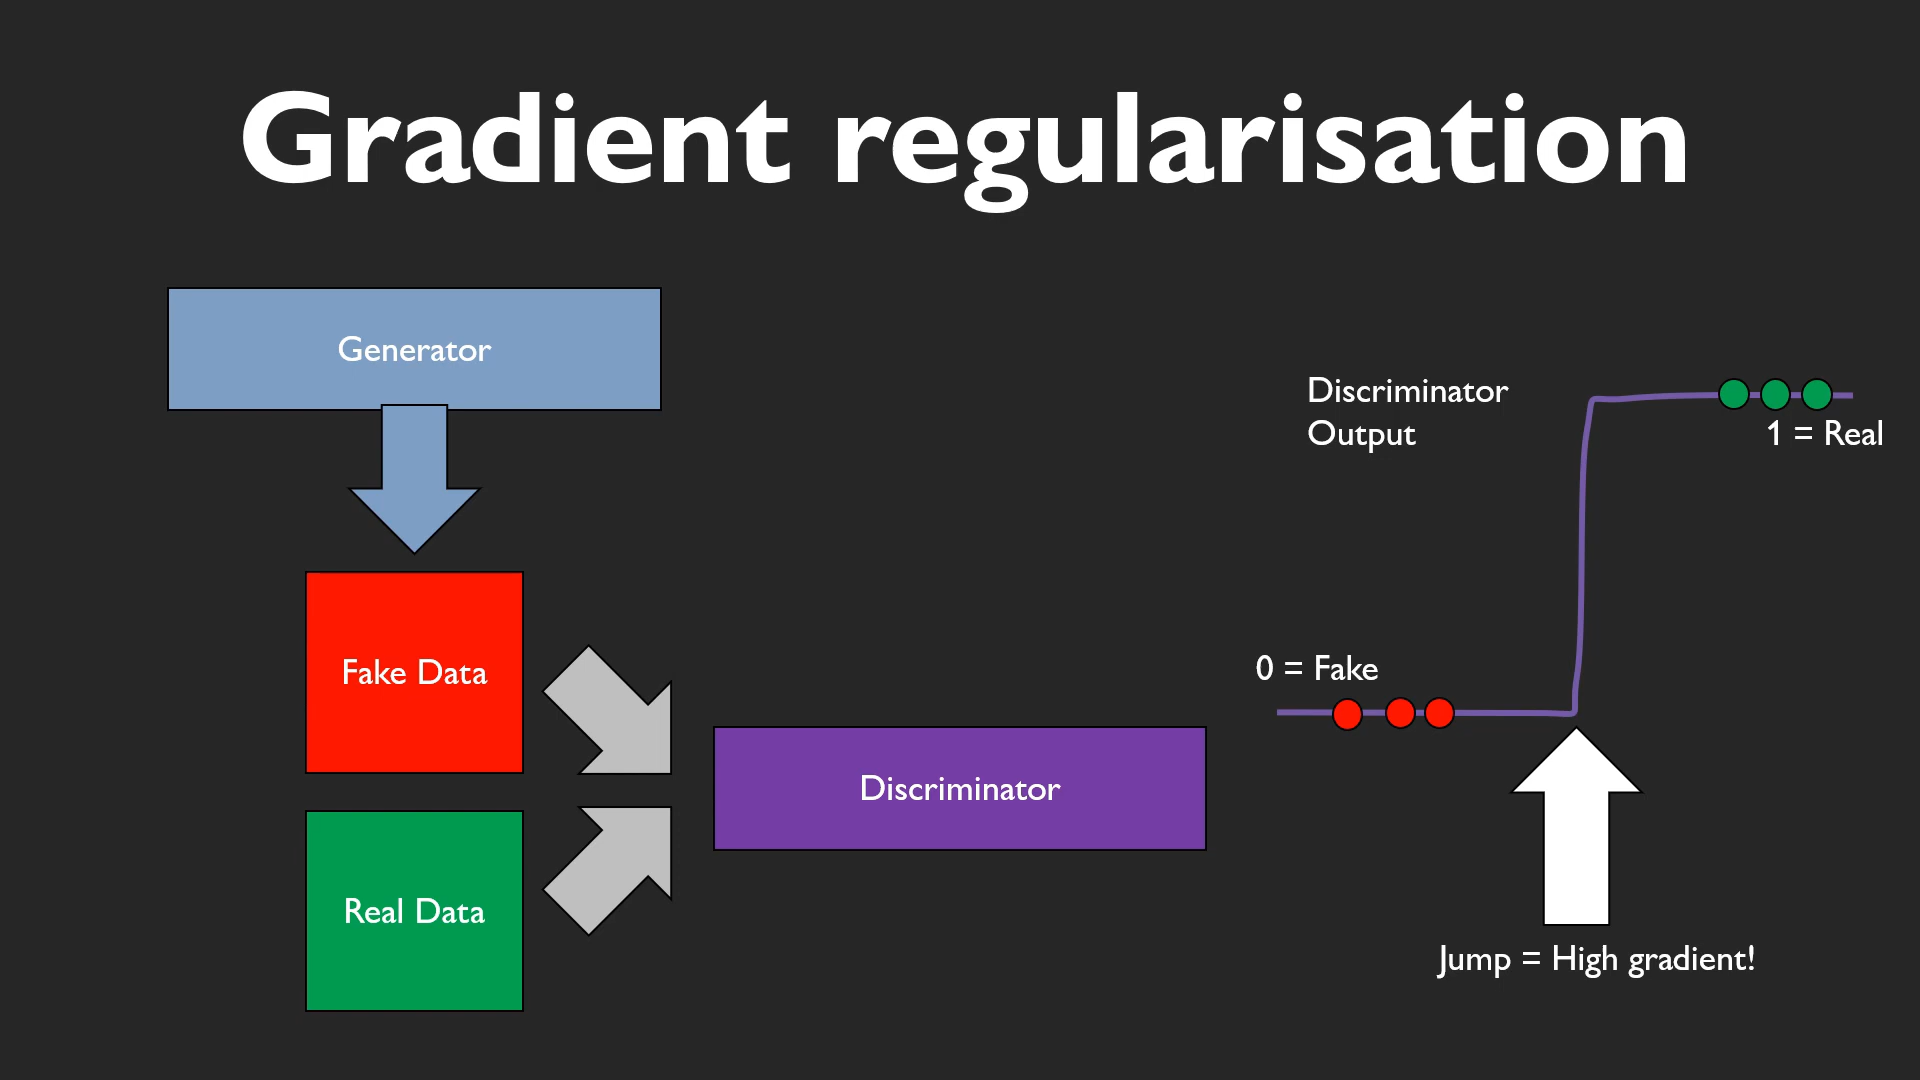 Gradient regularisation
Generator
Fake Data
Real Data
Discriminator
Discriminator
Output
1 = Real
0 = Fake
Jump = High gradient!